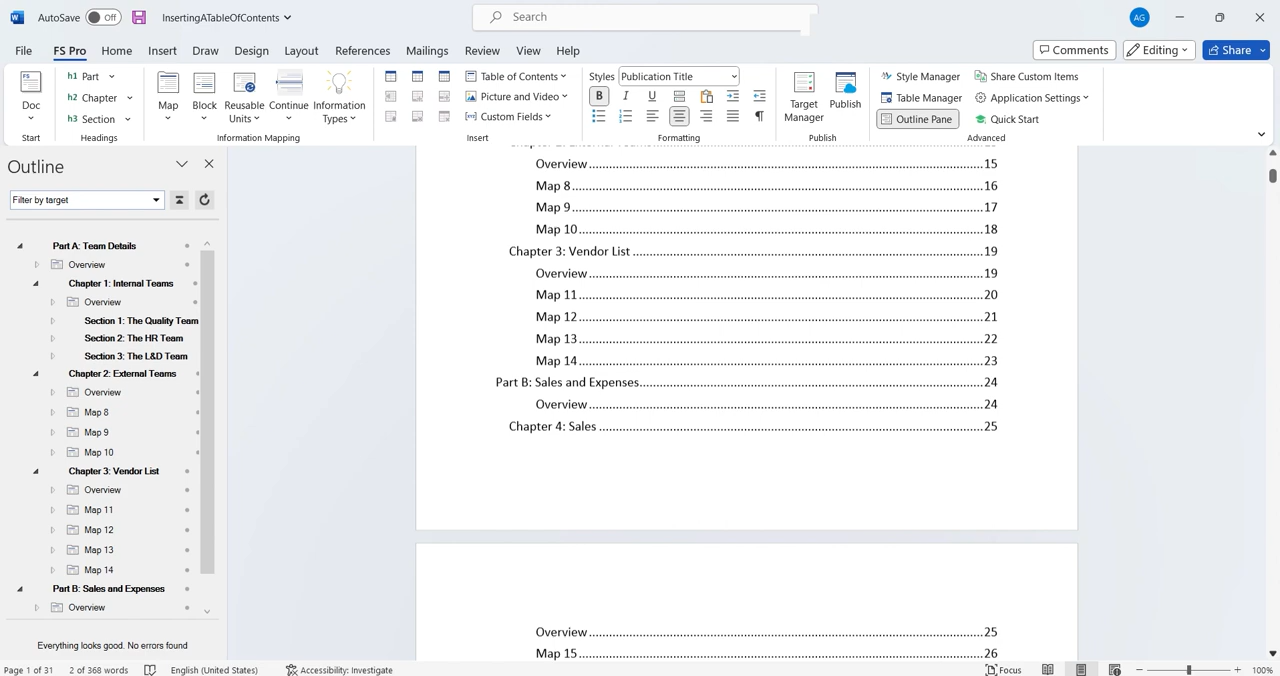 AutoSave Off InsertingATableOfContents Search AG
File FS Pro Home Insert Draw Design Layout References Mailings Review View Help Comments Editing Share
FS Doc Start
h1 Part
h2 Chapter
h3 Section
Headings
Map Block Reusable Units Continue Information Types
Information Mapping
Table of Contents
Picture and Video
Custom Fields
Insert
Styles Publication Title
B I U
Formatting
Target Manager Publish
Publish
Style Manager Share Custom Items
Table Manager Application Settings
Outline Pane Quick Start
Advanced
Outline
Filter by target
Part A: Team Details
Overview
Chapter 1: Internal Teams
Overview
Section 1: The Quality Team
Section 2: The HR Team
Section 3: The L&D Team
Chapter 2: External Teams
Overview
Map 8
Map 9
Map 10
Chapter 3: Vendor List
Overview
Map 11
Map 12
Map 13
Map 14
Part B: Sales and Expenses
Overview
Everything looks good. No errors found
Overview 15
Map 8 16
Map 9 17
Map 10 18
Chapter 3: Vendor List 19
Overview 19
Map 11 20
Map 12 21
Map 13 22
Map 14 23
Part B: Sales and Expenses 24
Overview 24
Chapter 4: Sales 25
Overview 25
Map 15 26
Page 1 of 31 2 of 368 words English (United States) Accessibility: Investigate Focus 100%